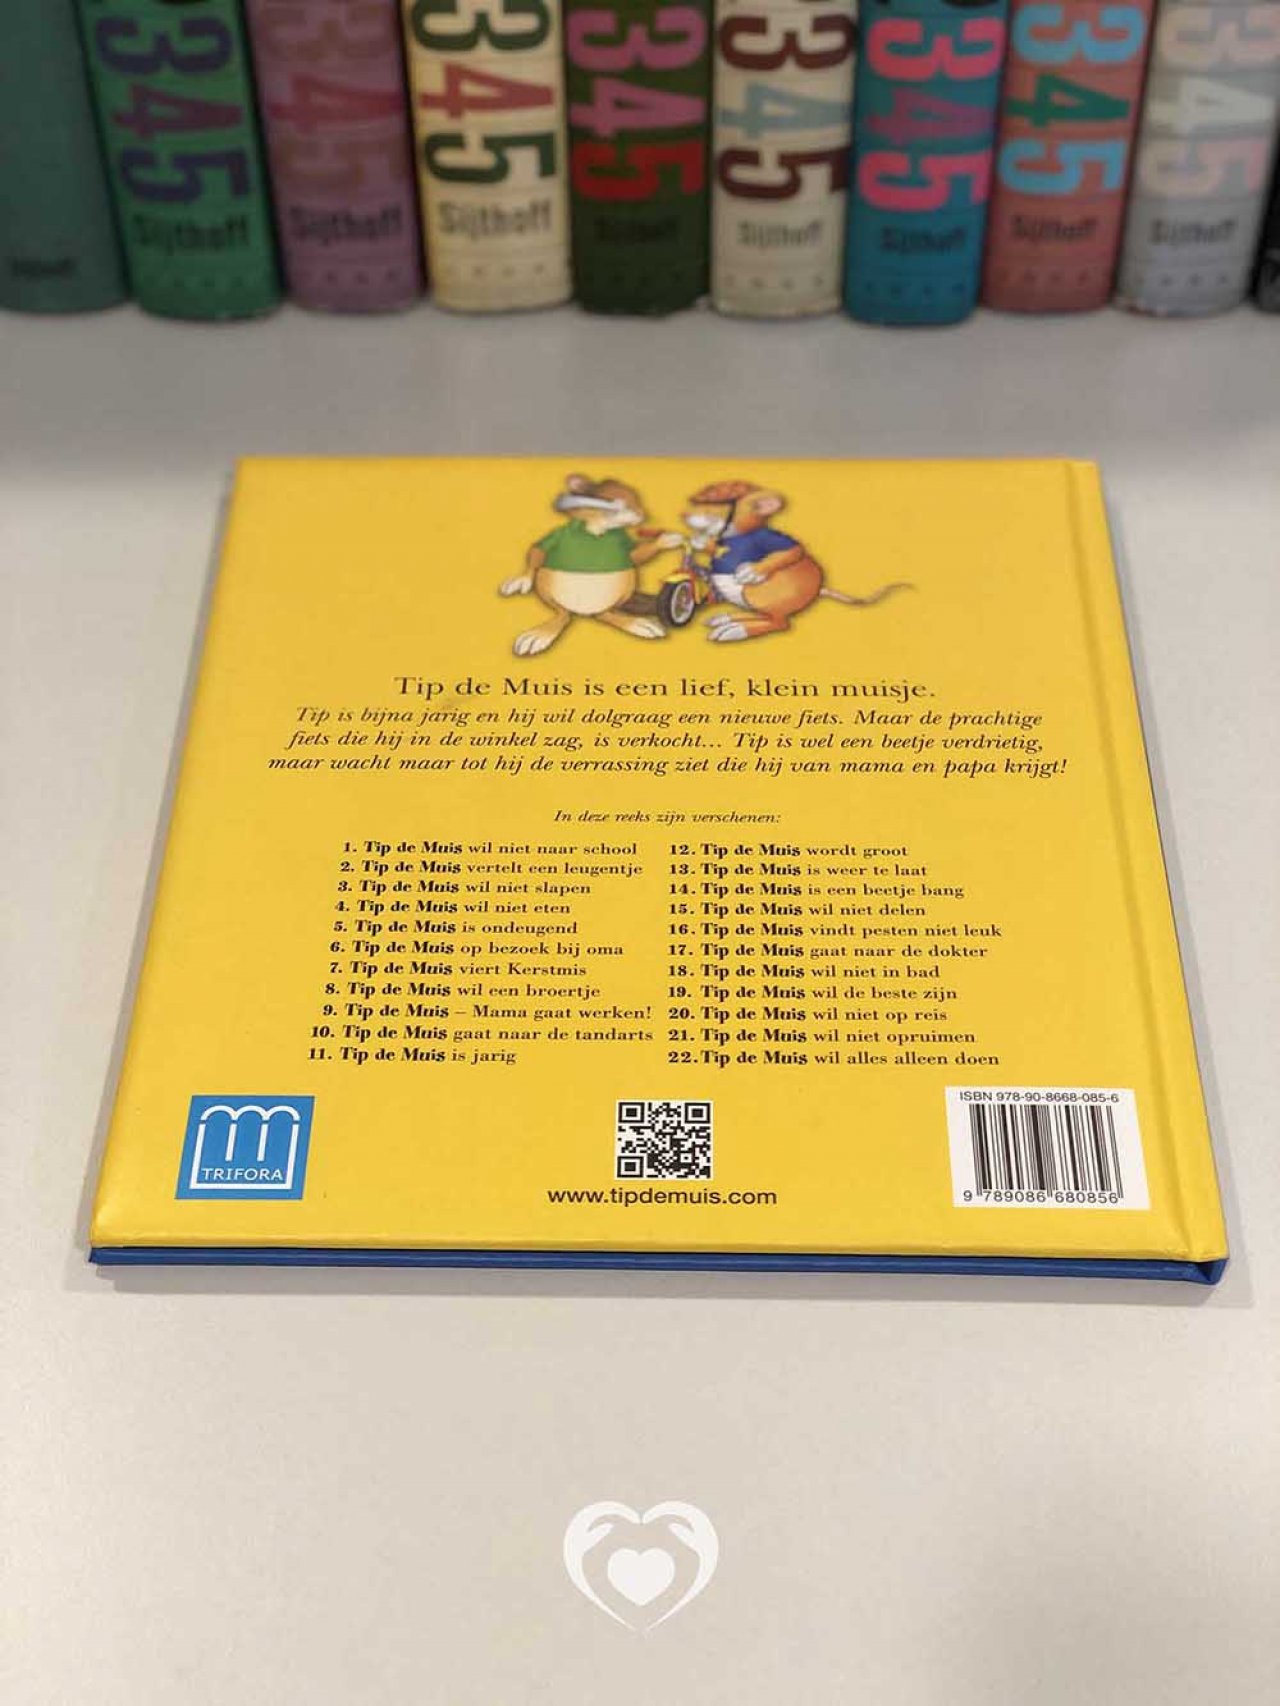 345
345
345
345
345
345
345
345
Sijthoff
Sijthoff
Sijthoff
Sijthoff
Sijthoff
Sijthoff
Sijthoff
Sijthoff
Tip de Muis is een lief, klein muisje.
Tip is bijna jarig en hij wil dolgraag een nieuwe fiets. Maar de prachtige
fiets die hij in de winkel zag, is verkocht... Tip is wel een beetje verdrietig,
maar wacht maar tot hij de verrassing ziet die hij van mama en papa krijgt!
In deze reeks zijn verschenen:
1. Tip de Muis wil niet naar school
2. Tip de Muis vertelt een leugentje
3. Tip de Muis wil niet slapen
4. Tip de Muis wil niet eten
5. Tip de Muis is ondeugend
6. Tip de Muis op bezoek bij oma
7. Tip de Muis viert Kerstmis
8. Tip de Muis wil een broertje
9. Tip de Muis – Mama gaat werken!
10. Tip de Muis gaat naar de tandarts
11. Tip de Muis is jarig
12. Tip de Muis wordt groot
13. Tip de Muis is weer te laat
14. Tip de Muis is een beetje bang
15. Tip de Muis wil niet delen
16. Tip de Muis vindt pesten niet leuk
17. Tip de Muis gaat naar de dokter
18. Tip de Muis wil niet in bad
19. Tip de Muis wil de beste zijn
20. Tip de Muis wil niet op reis
21. Tip de Muis wil niet opruimen
22. Tip de Muis wil alles alleen doen
TRIFORA
www.tipdemuis.com
ISBN 978-90-8668-085-6
9 789086 680856